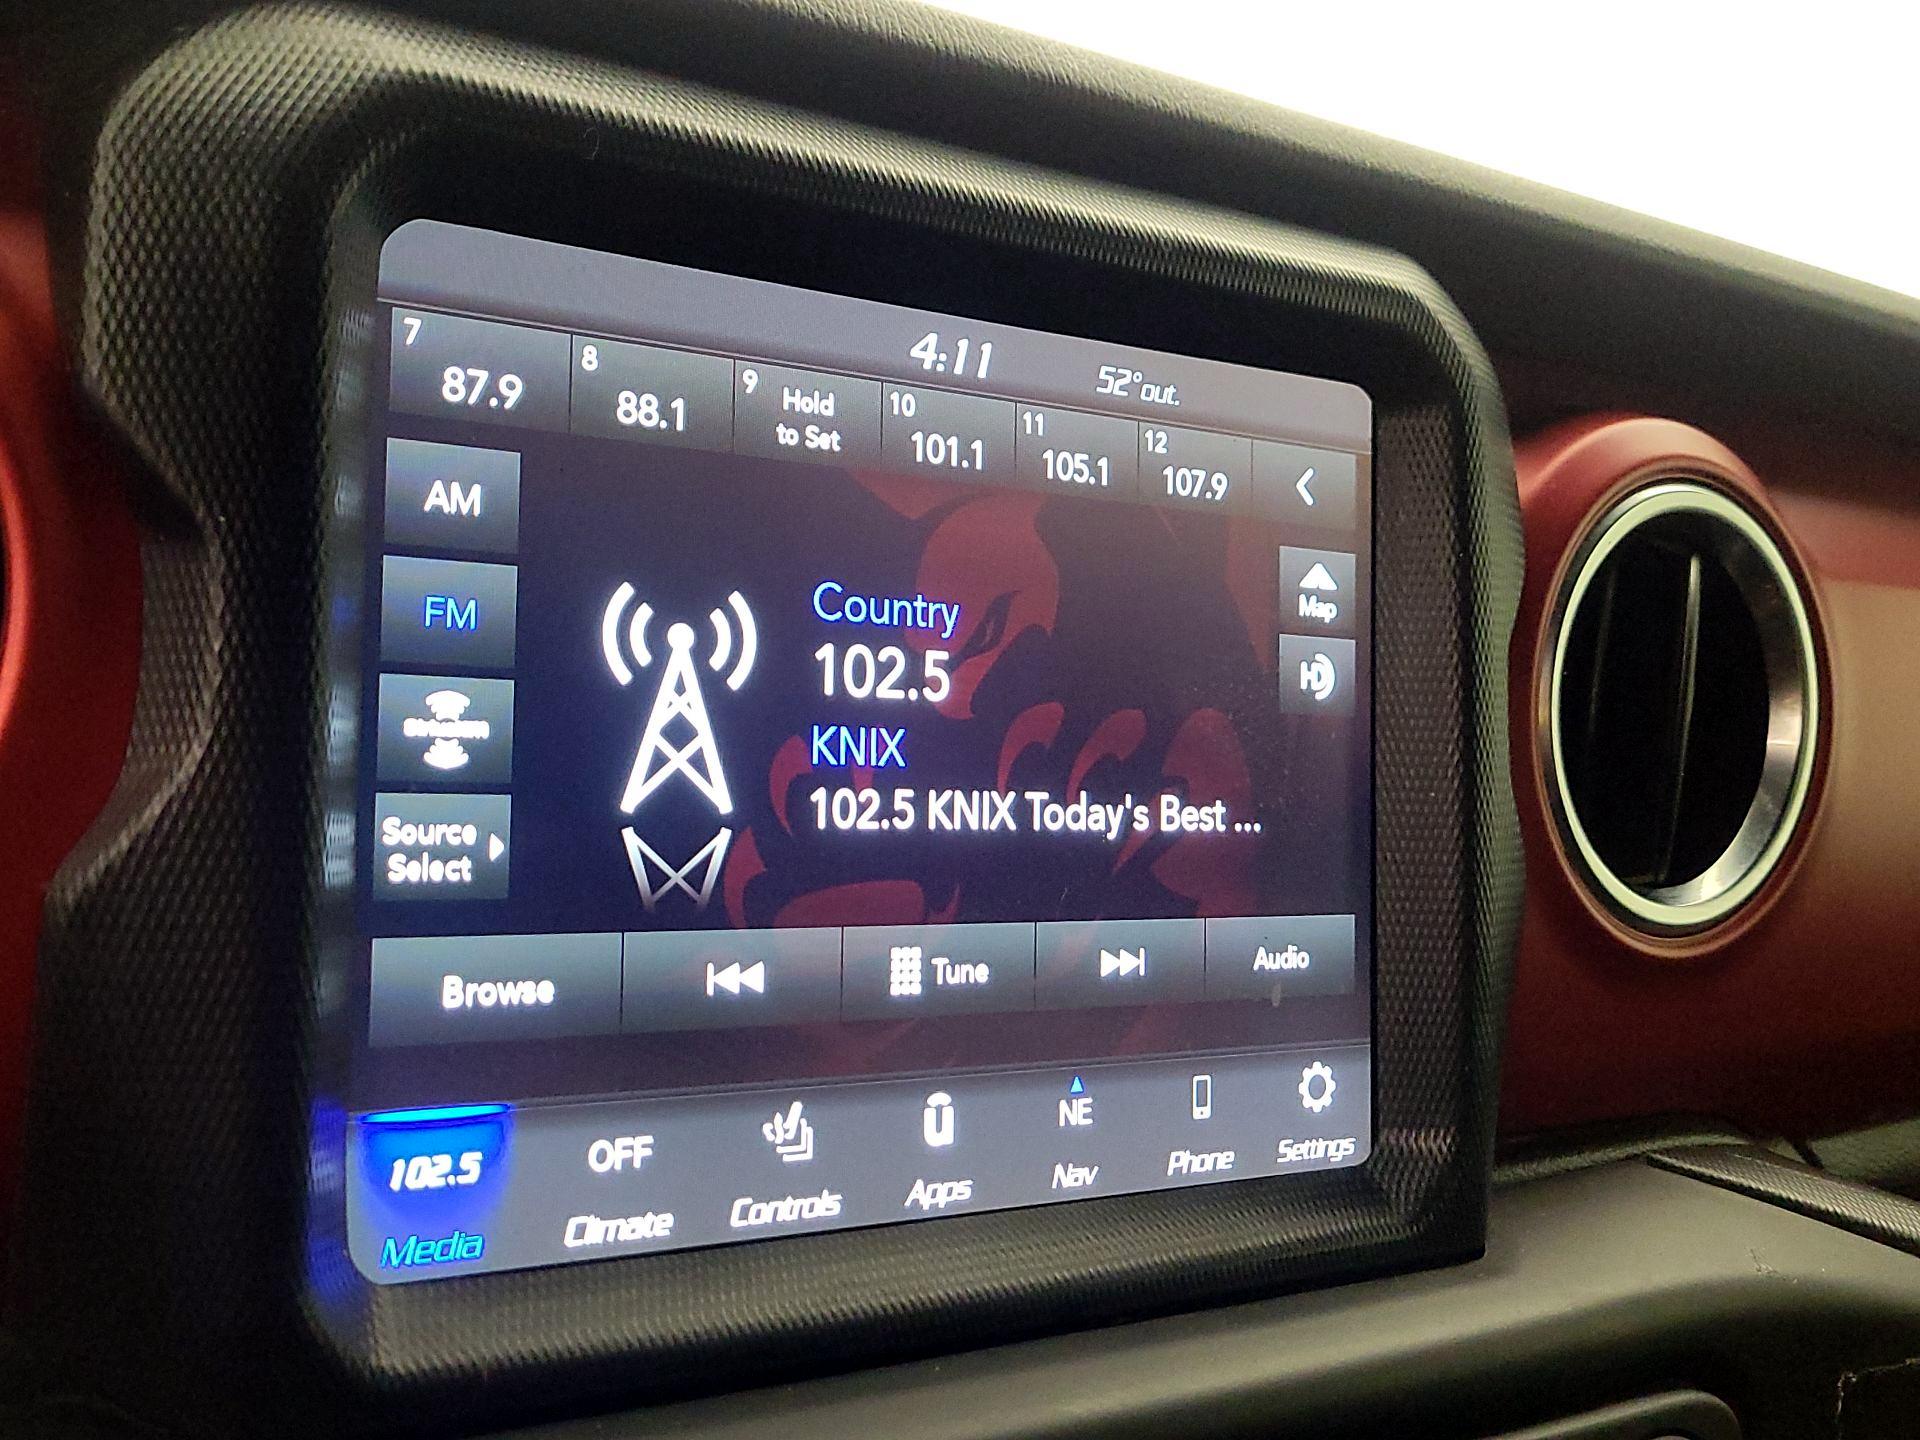 4:11 52°out.
7 8 9 10 11 12
87.9 88.1 Hold to Set 101.1 105.1 107.9
AM
FM
Source
Select
Country
102.5
KNIX
102.5 KNIX Today's Best ...
Map
HD
Browse Tune Audio
102.5 OFF NE
Media Climate Controls Apps Nav Phone Settings